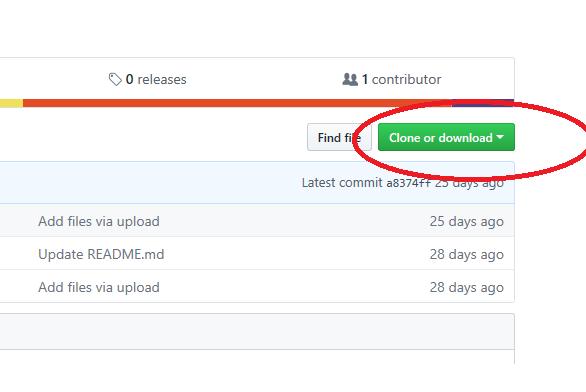 0 releases
1 contributor
Find file
Clone or download
Latest commit a8374ff 25 days ago
Add files via upload
25 days ago
Update README.md
28 days ago
Add files via upload
28 days ago